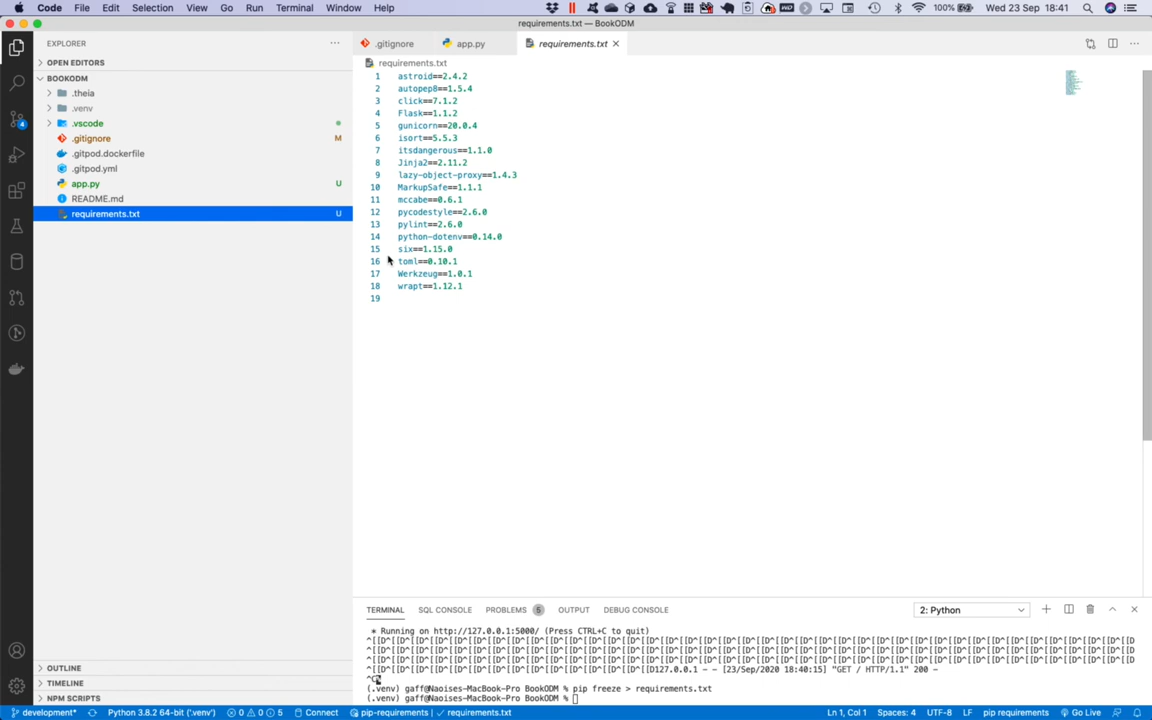 Code File Edit Selection View Go Run Terminal Window Help 100% Wed 23 Sep 18:41
requirements.txt — BookODM
EXPLORER
.gitignore app.py requirements.txt
OPEN EDITORS
requirements.txt
BOOKODM
.theia
.venv
.vscode
.gitignore M
.gitpod.dockerfile
.gitpod.yml
app.py U
README.md
requirements.txt U
1 astroid==2.4.2
2 autopep8==1.5.4
3 click==7.1.2
4 Flask==1.1.2
5 gunicorn==20.0.4
6 isort==5.5.3
7 itsdangerous==1.1.0
8 Jinja2==2.11.2
9 lazy-object-proxy==1.4.3
10 MarkupSafe==1.1.1
11 mccabe==0.6.1
12 pycodestyle==2.6.0
13 pylint==2.6.0
14 python-dotenv==0.14.0
15 six==1.15.0
16 toml==0.10.1
17 Werkzeug==1.0.1
18 wrapt==1.12.1
19
4
TERMINAL SQL CONSOLE PROBLEMS 5 OUTPUT DEBUG CONSOLE 2: Python
* Running on http://127.0.0.1:5000/ (Press CTRL+C to quit)
^[[D^[[D127.0.0.1 - - [23/Sep/2020 18:40:15] "GET / HTTP/1.1" 200 -
(.venv) gaff@Naoises-MacBook-Pro BookODM % pip freeze > requirements.txt
(.venv) gaff@Naoises-MacBook-Pro BookODM %
OUTLINE
TIMELINE
NPM SCRIPTS
development* Python 3.8.2 64-bit ('.venv') 0 0 5 Connect pip-requirements | requirements.txt Ln 1, Col 1 Spaces: 4 UTF-8 LF pip requirements Go Live